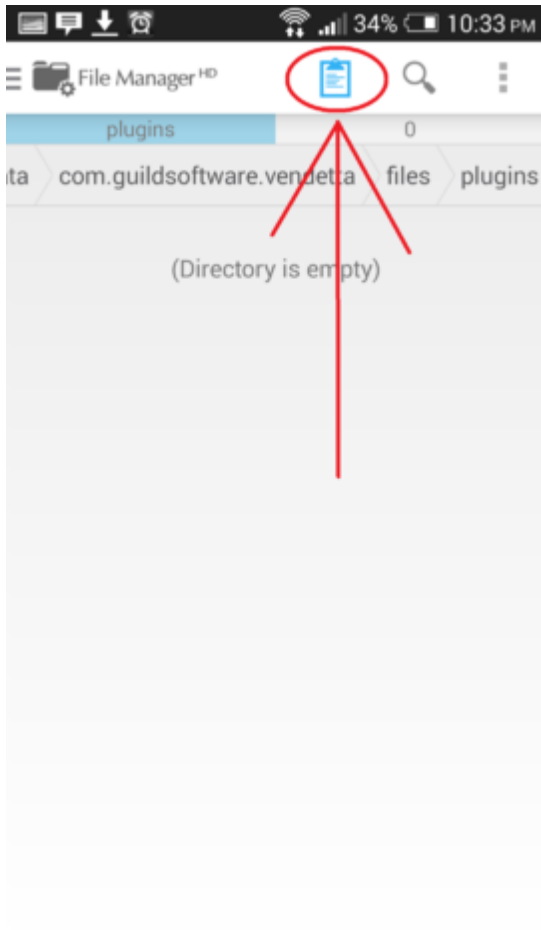 34% 10:33 PM
File Manager HD
plugins 0
ta com.guildsoftware.vendetta files plugins
(Directory is empty)